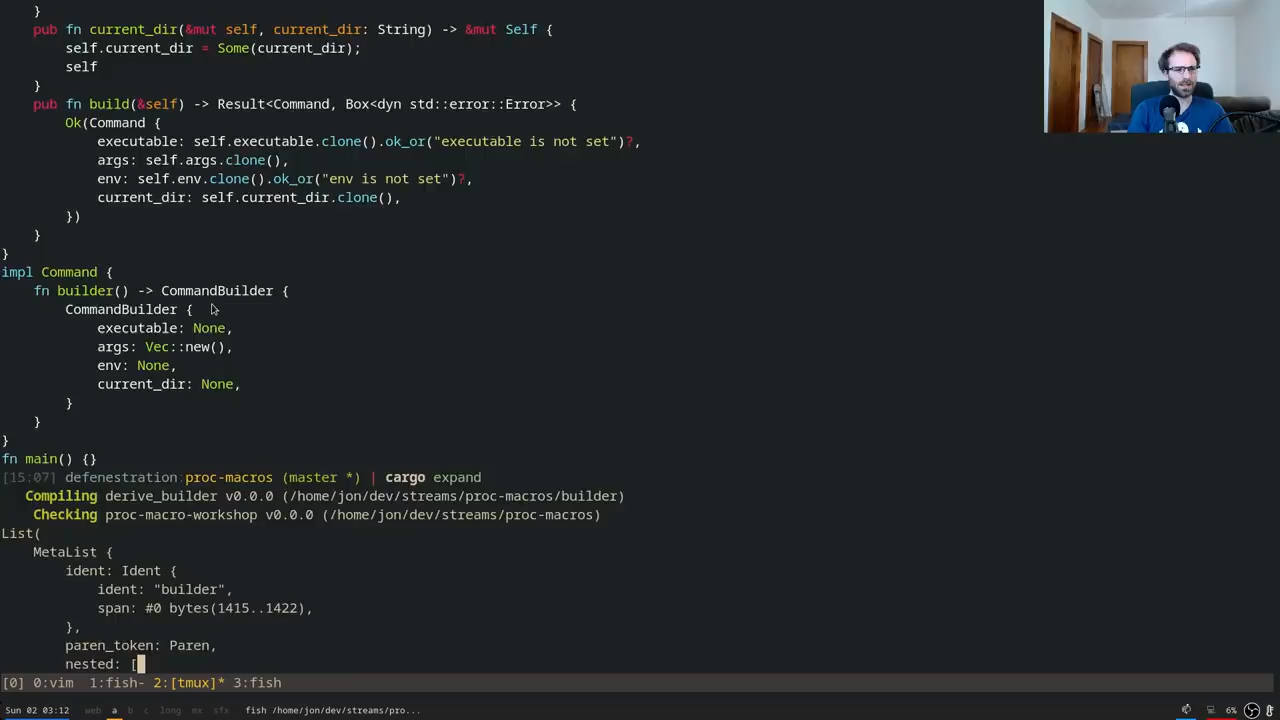 }
    pub fn current_dir(&mut self, current_dir: String) -> &mut Self {
        self.current_dir = Some(current_dir);
        self
    }
    pub fn build(&self) -> Result<Command, Box<dyn std::error::Error>> {
        Ok(Command {
            executable: self.executable.clone().ok_or("executable is not set")?,
            args: self.args.clone(),
            env: self.env.clone().ok_or("env is not set")?,
            current_dir: self.current_dir.clone(),
        })
    }
}
impl Command {
    fn builder() -> CommandBuilder {
        CommandBuilder {
            executable: None,
            args: Vec::new(),
            env: None,
            current_dir: None,
        }
    }
}
fn main() {}
[15:07] defenestration:proc-macros (master *) | cargo expand
   Compiling derive_builder v0.0.0 (/home/jon/dev/streams/proc-macros/builder)
    Checking proc-macro-workshop v0.0.0 (/home/jon/dev/streams/proc-macros)
List(
    MetaList {
        ident: Ident {
            ident: "builder",
            span: #0 bytes(1415..1422),
        },
        paren_token: Paren,
        nested: [
[0] 0:vim  1:fish- 2:[tmux]* 3:fish
Sun 02 03:12 web a b c long mx sfx fish /home/jon/dev/streams/pro... 6%